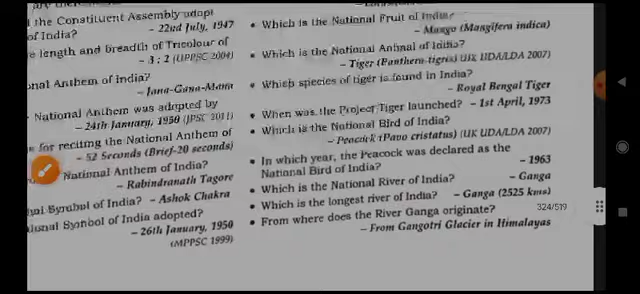 the Constituent Assembly adopt
of India?
– 22nd July, 1947
length and breadth of Tricolour of
– 3 : 2 (UPPSC 2004)
Anthem of India?
– Jana-Gana-Mana
National Anthem was adopted by
– 24th January, 1950 (JPSC 2011)
for reciting the National Anthem of
– 52 Seconds (Brief-20 seconds)
National Anthem of India?
– Rabindranath Tagore
Symbol of India? – Ashok Chakra
Symbol of India adopted?
– 26th January, 1950
(MPPSC 1999)
• Which is the National Fruit of India?
– Mango (Mangifera indica)
• Which is the National Animal of India?
– Tiger (Panthera-tigris) (UK UDA/LDA 2007)
• Which species of tiger is found in India?
– Royal Bengal Tiger
• When was the Project Tiger launched? – 1st April, 1973
• Which is the National Bird of India?
– Peacock (Pavo cristatus) (UK UDA/LDA 2007)
• In which year, the Peacock was declared as the
National Bird of India?
– 1963
• Which is the National River of India? – Ganga
• Which is the longest river of India? – Ganga (2525 kms)
• From where does the River Ganga originate?
– From Gangotri Glacier in Himalayas
324/519